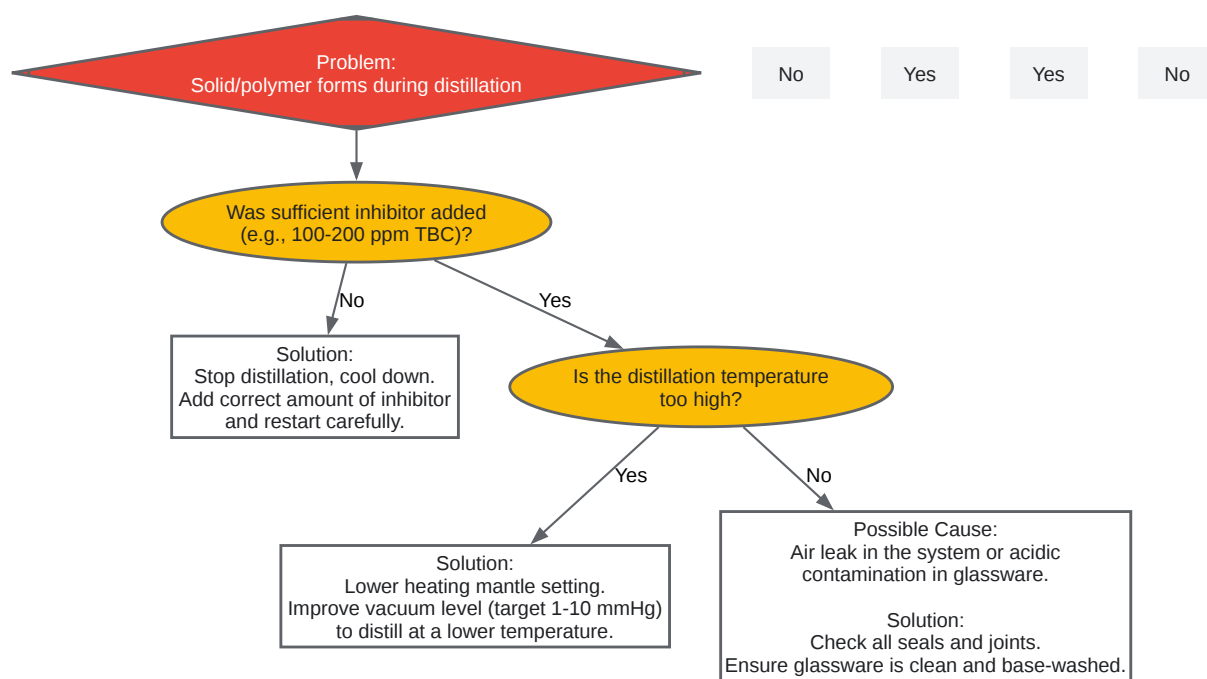 Problem:
Solid/polymer forms during distillation
No
Yes
Yes
No
Was sufficient inhibitor added
(e.g., 100-200 ppm TBC)?
No
Yes
Solution:
Stop distillation, cool down.
Add correct amount of inhibitor
and restart carefully.
Is the distillation temperature
too high?
Yes
No
Solution:
Lower heating mantle setting.
Improve vacuum level (target 1-10 mmHg)
to distill at a lower temperature.
Possible Cause:
Air leak in the system or acidic
contamination in glassware.
Solution:
Check all seals and joints.
Ensure glassware is clean and base-washed.